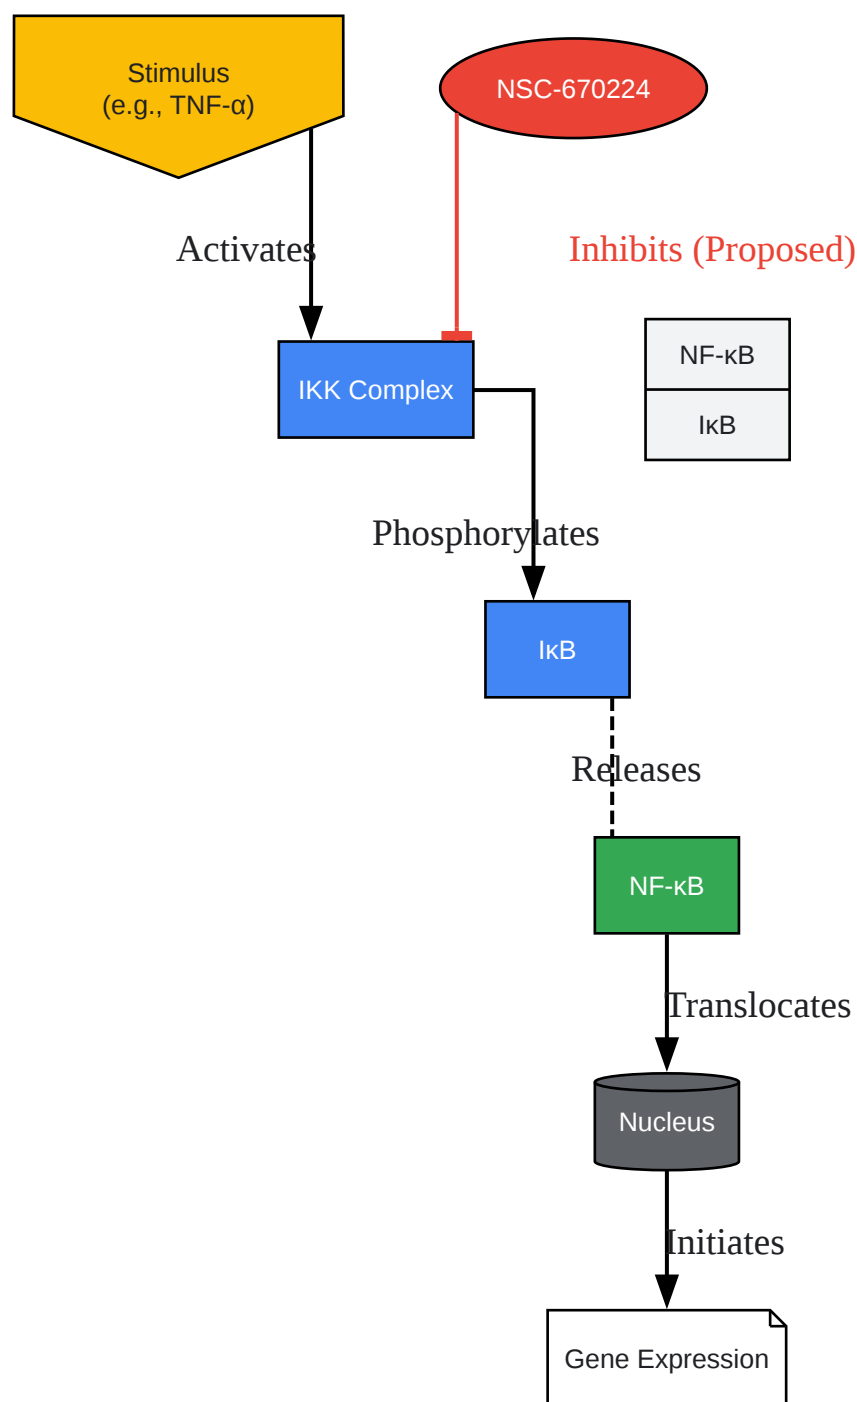 Stimulus
(e.g., TNF-α)
NSC-670224
Activates
Inhibits (Proposed)
NF-κB
IκB
IKK Complex
Phosphorylates
IκB
Releases
NF-κB
Translocates
Nucleus
Initiates
Gene Expression